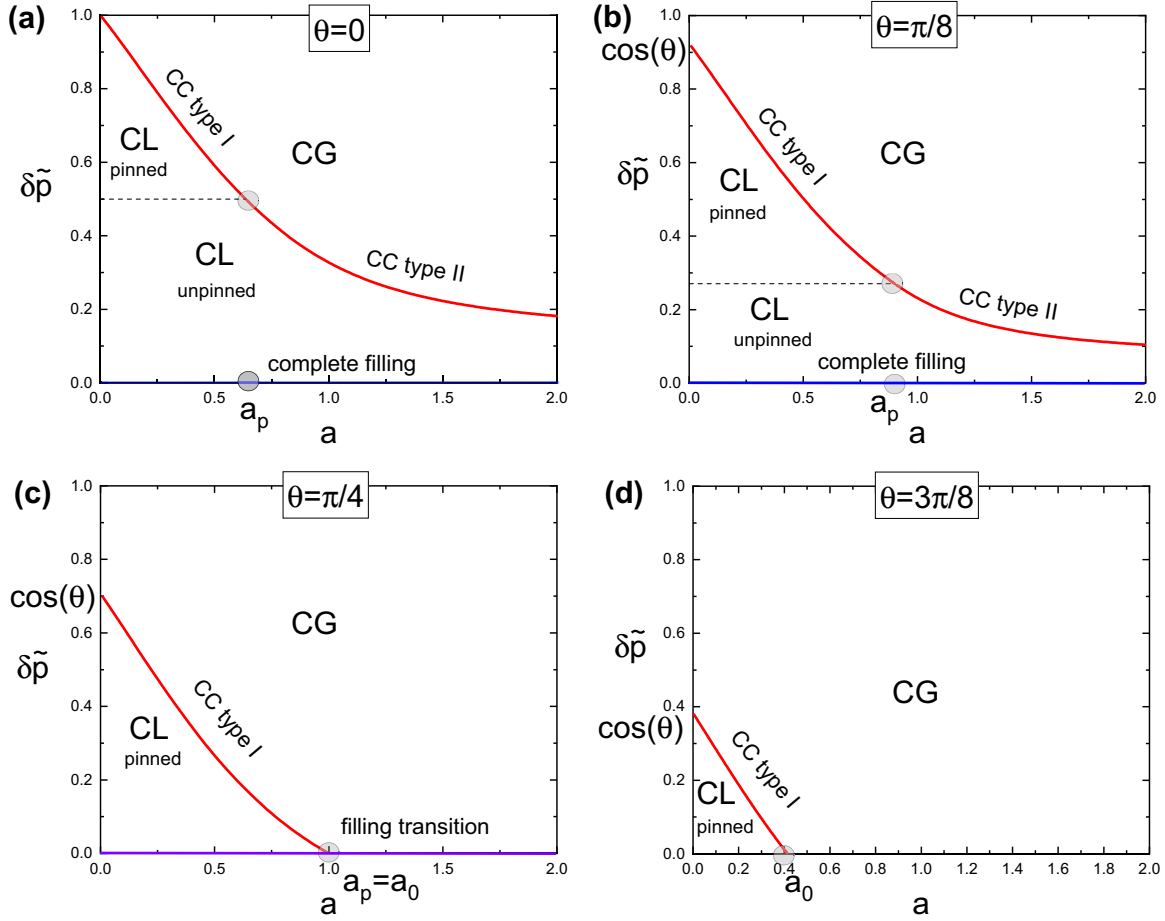 (a)
θ=0
1.0
0.8
0.6
0.4
0.2
0.0
δp̃
CC type I
CL
pinned
CG
CL
unpinned
CC type II
complete filling
0.0 0.5 1.0 1.5 2.0
a_p
a
(b)
θ=π/8
1.0
cos(θ)
0.8
0.6
0.4
0.2
0.0
δp̃
CC type I
CG
CL
pinned
CL
unpinned
CC type II
complete filling
0.0 0.5 1.0 1.5 2.0
a_p
a
(c)
θ=π/4
1.0
0.8
cos(θ)
0.6
0.4
0.2
0.0
δp̃
CG
CC type I
CL
pinned
filling transition
0.0 0.5 1.0 1.5 2.0
a_p=a_0
a
(d)
θ=3π/8
1.0
0.8
0.6
0.4
cos(θ)
0.2
0.0
δp̃
CG
CC type I
CL
pinned
0.0 0.2 0.4 0.6 0.8 1.0 1.2 1.4 1.6 1.8 2.0
a_0
a